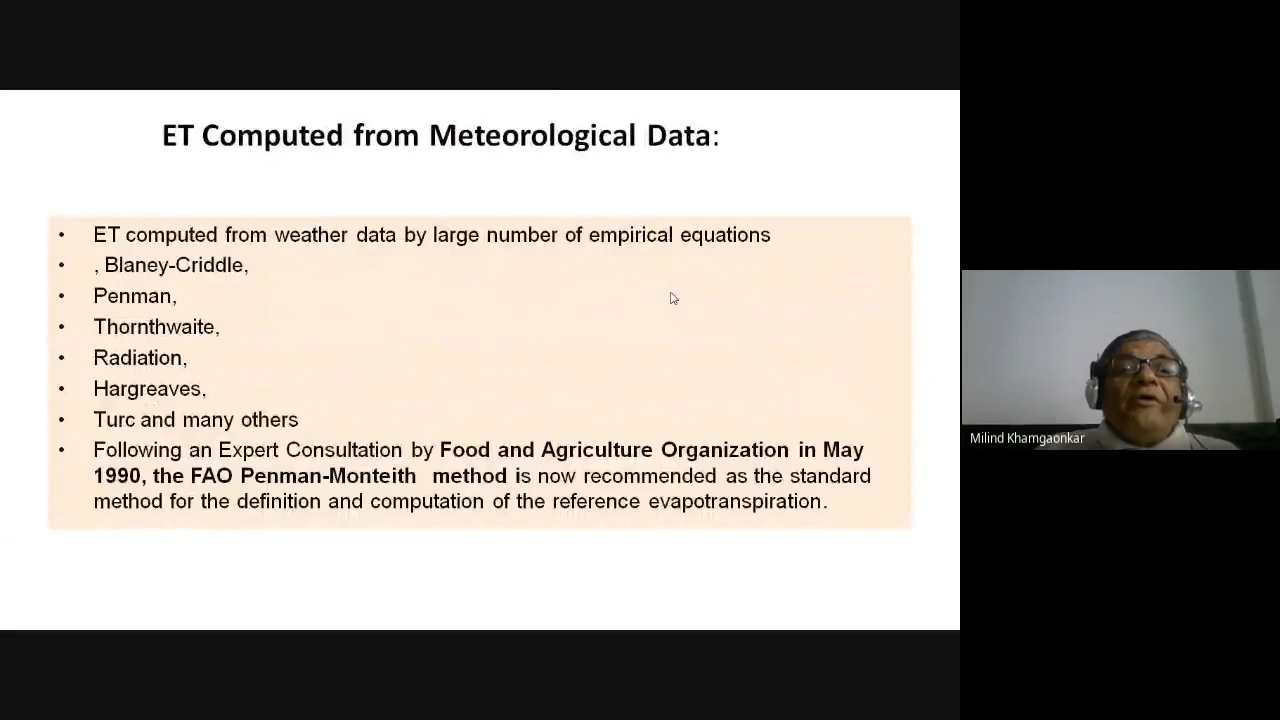 ET Computed from Meteorological Data:
• ET computed from weather data by large number of empirical equations
• , Blaney-Criddle,
• Penman,
• Thornthwaite,
• Radiation,
• Hargreaves,
• Turc and many others
• Following an Expert Consultation by Food and Agriculture Organization in May
1990, the FAO Penman-Monteith method is now recommended as the standard
method for the definition and computation of the reference evapotranspiration.
Milind Khamgaonkar